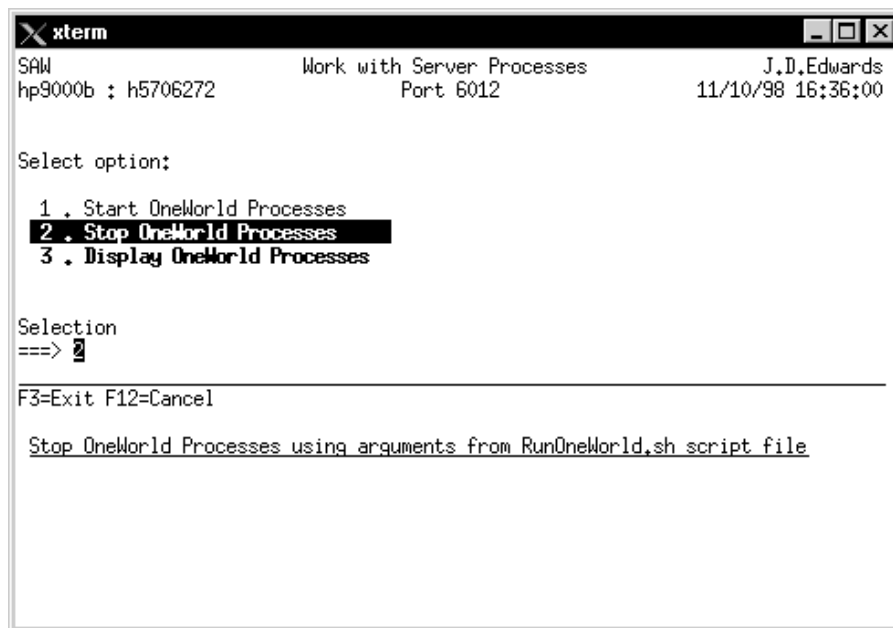 xterm
SAW Work with Server Processes J.D.Edwards
hp9000b : h5706272 Port 6012 11/10/98 16:36:00
Select option:
1 . Start OneWorld Processes
2 . Stop OneWorld Processes
3 . Display OneWorld Processes
Selection
===> 2
F3=Exit F12=Cancel
Stop OneWorld Processes using arguments from RunOneWorld.sh script file